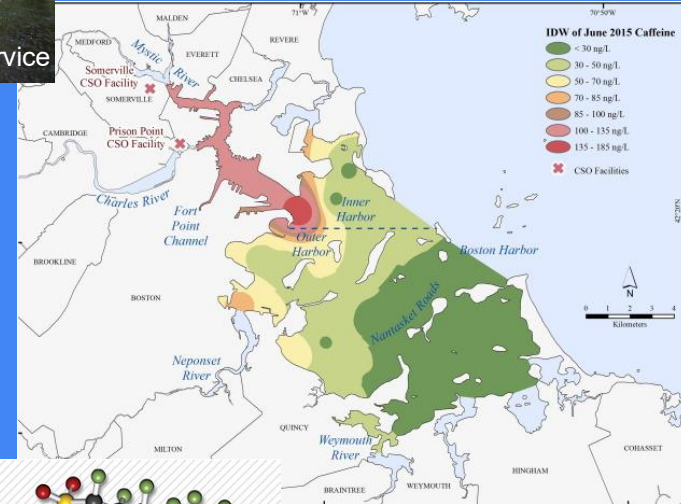 rvice
71°W
70°50'W
42°20'N
IDW of June 2015 Caffeine
< 30 ng/L
30 - 50 ng/L
50 - 70 ng/L
70 - 85 ng/L
85 - 100 ng/L
100 - 135 ng/L
135 - 185 ng/L
CSO Facilities
MALDEN
MEDFORD
EVERETT
REVERE
Mystic
River
CHELSEA
Somerville
CSO Facility
SOMERVILLE
Prison Point
CSO Facility
CAMBRIDGE
Charles River
Fort
Point
Channel
Inner
Harbor
Outer
Harbor
Boston Harbor
BROOKLINE
BOSTON
Nantasket Roads
N
0 1 2 3 4
Kilometers
Neponset
River
QUINCY
Weymouth
River
MILTON
COHASSET
HINGHAM
BRAINTREE
WEYMOUTH